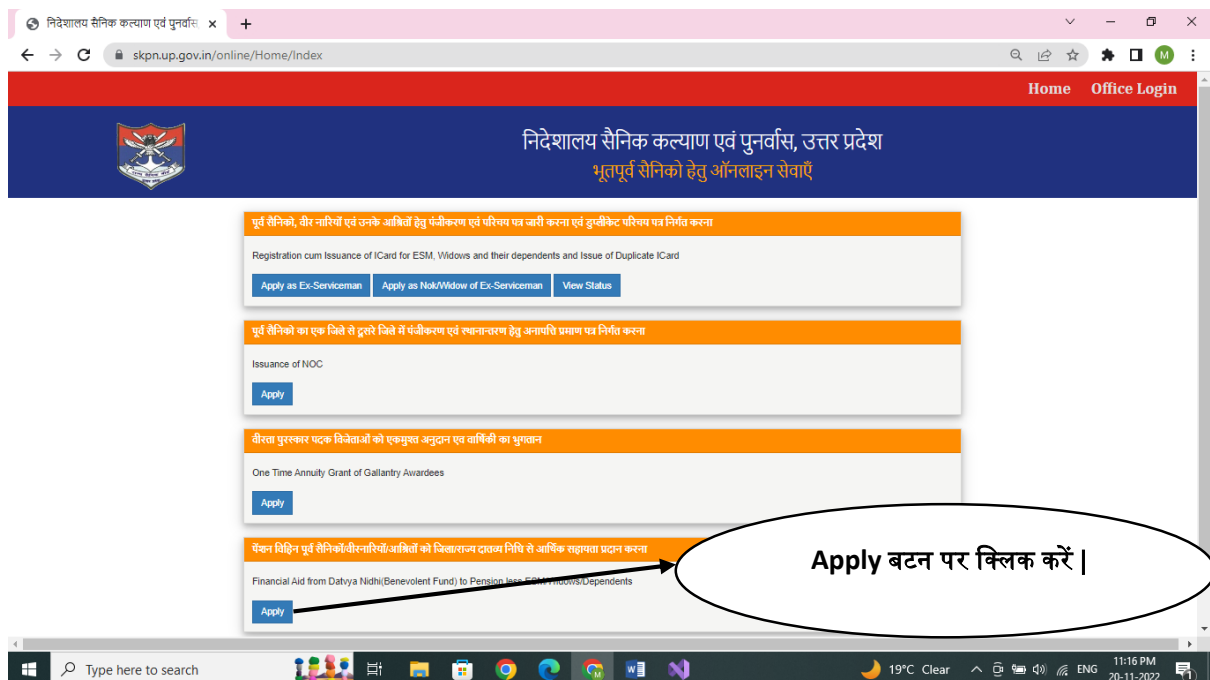 निदेशालय सैनिक कल्याण एवं पुनर्वास
skpn.up.gov.in/online/Home/Index
M
Home Office Login
निदेशालय सैनिक कल्याण एवं पुनर्वास, उत्तर प्रदेश
भूतपूर्व सैनिको हेतु ऑनलाइन सेवाएँ
पूर्व सैनिको, वीर नारियों एवं उनके आश्रितों हेतु पंजीकरण एवं परिचय पत्र जारी करना एवं डुप्लीकेट परिचय पत्र निर्गत करना
Registration cum Issuance of ICard for ESM, Widows and their dependents and Issue of Duplicate ICard
Apply as Ex-Serviceman Apply as Nok/Widow of Ex-Serviceman View Status
पूर्व सैनिको का एक जिले से दूसरे जिले में पंजीकरण एवं स्थानान्तरण हेतु अनापत्ति प्रमाण पत्र निर्गत करना
Issuance of NOC
Apply
वीरता पुरस्कार पदक विजेताओं को एकमुश्त अनुदान एव वार्षिकी का भुगतान
One Time Annuity Grant of Gallantry Awardees
Apply
पेंशन विहिन पूर्व सैनिकों/वीरनारियों/आश्रितों को जिला/राज्य दातव्य निधि से आर्थिक सहायता प्रदान करना
Financial Aid from Datvya Nidhi(Benevolent Fund) to Pension less ESM/Widows/Dependents
Apply
Apply बटन पर क्लिक करें |
Type here to search
19°C Clear
ENG
11:16 PM
20-11-2022